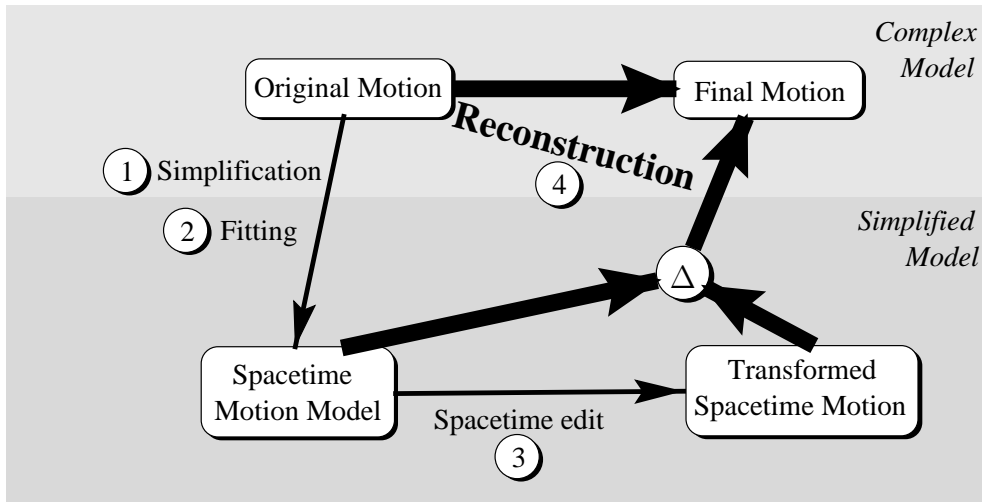 Complex
Model
Original Motion
Final Motion
Reconstruction
4
1 Simplification
2 Fitting
Simplified
Model
Δ
Spacetime
Motion Model
Transformed
Spacetime Motion
Spacetime edit
3